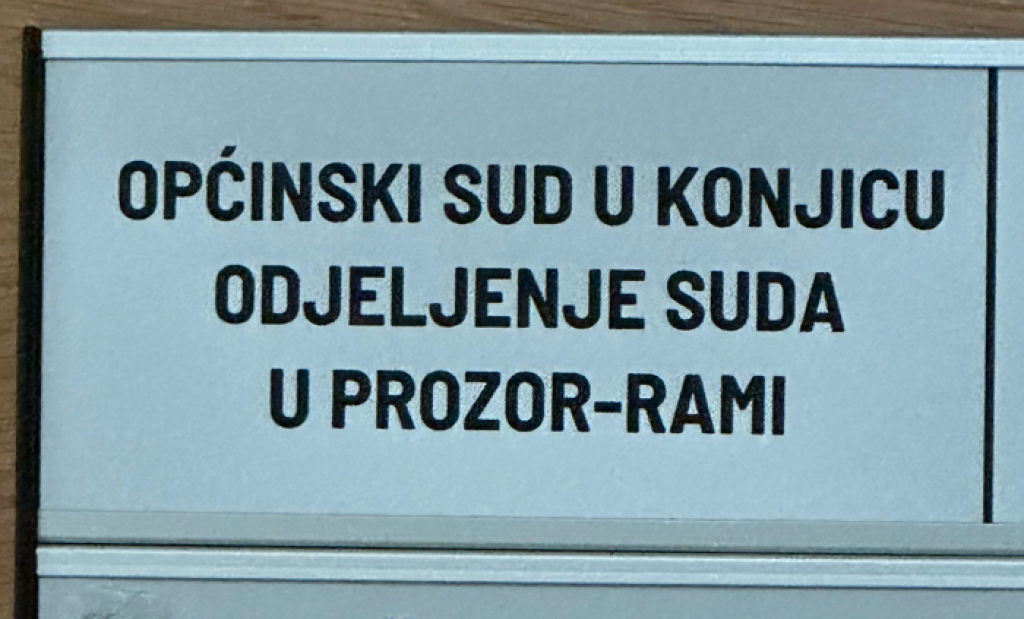 OPĆINSKI SUD U KONJICU
ODJELJENJE SUDA
U PROZOR-RAMI